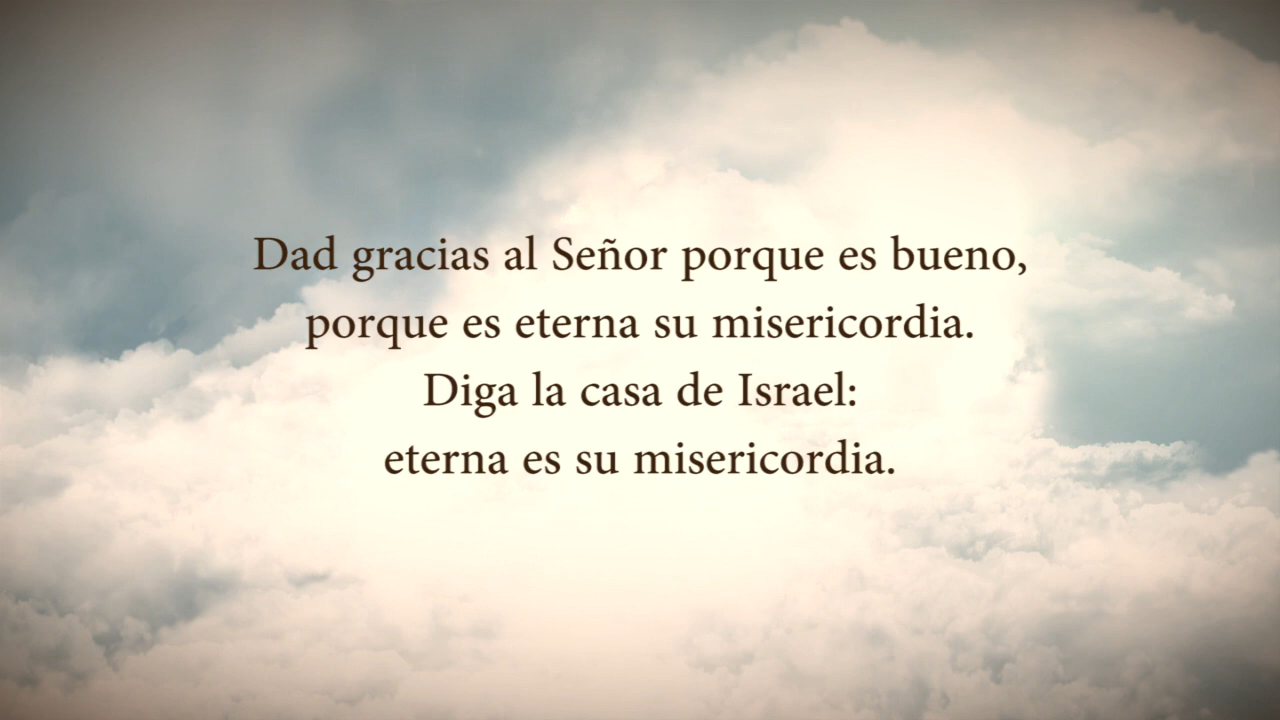 Dad gracias al Señor porque es bueno,
porque es eterna su misericordia.
Diga la casa de Israel:
eterna es su misericordia.